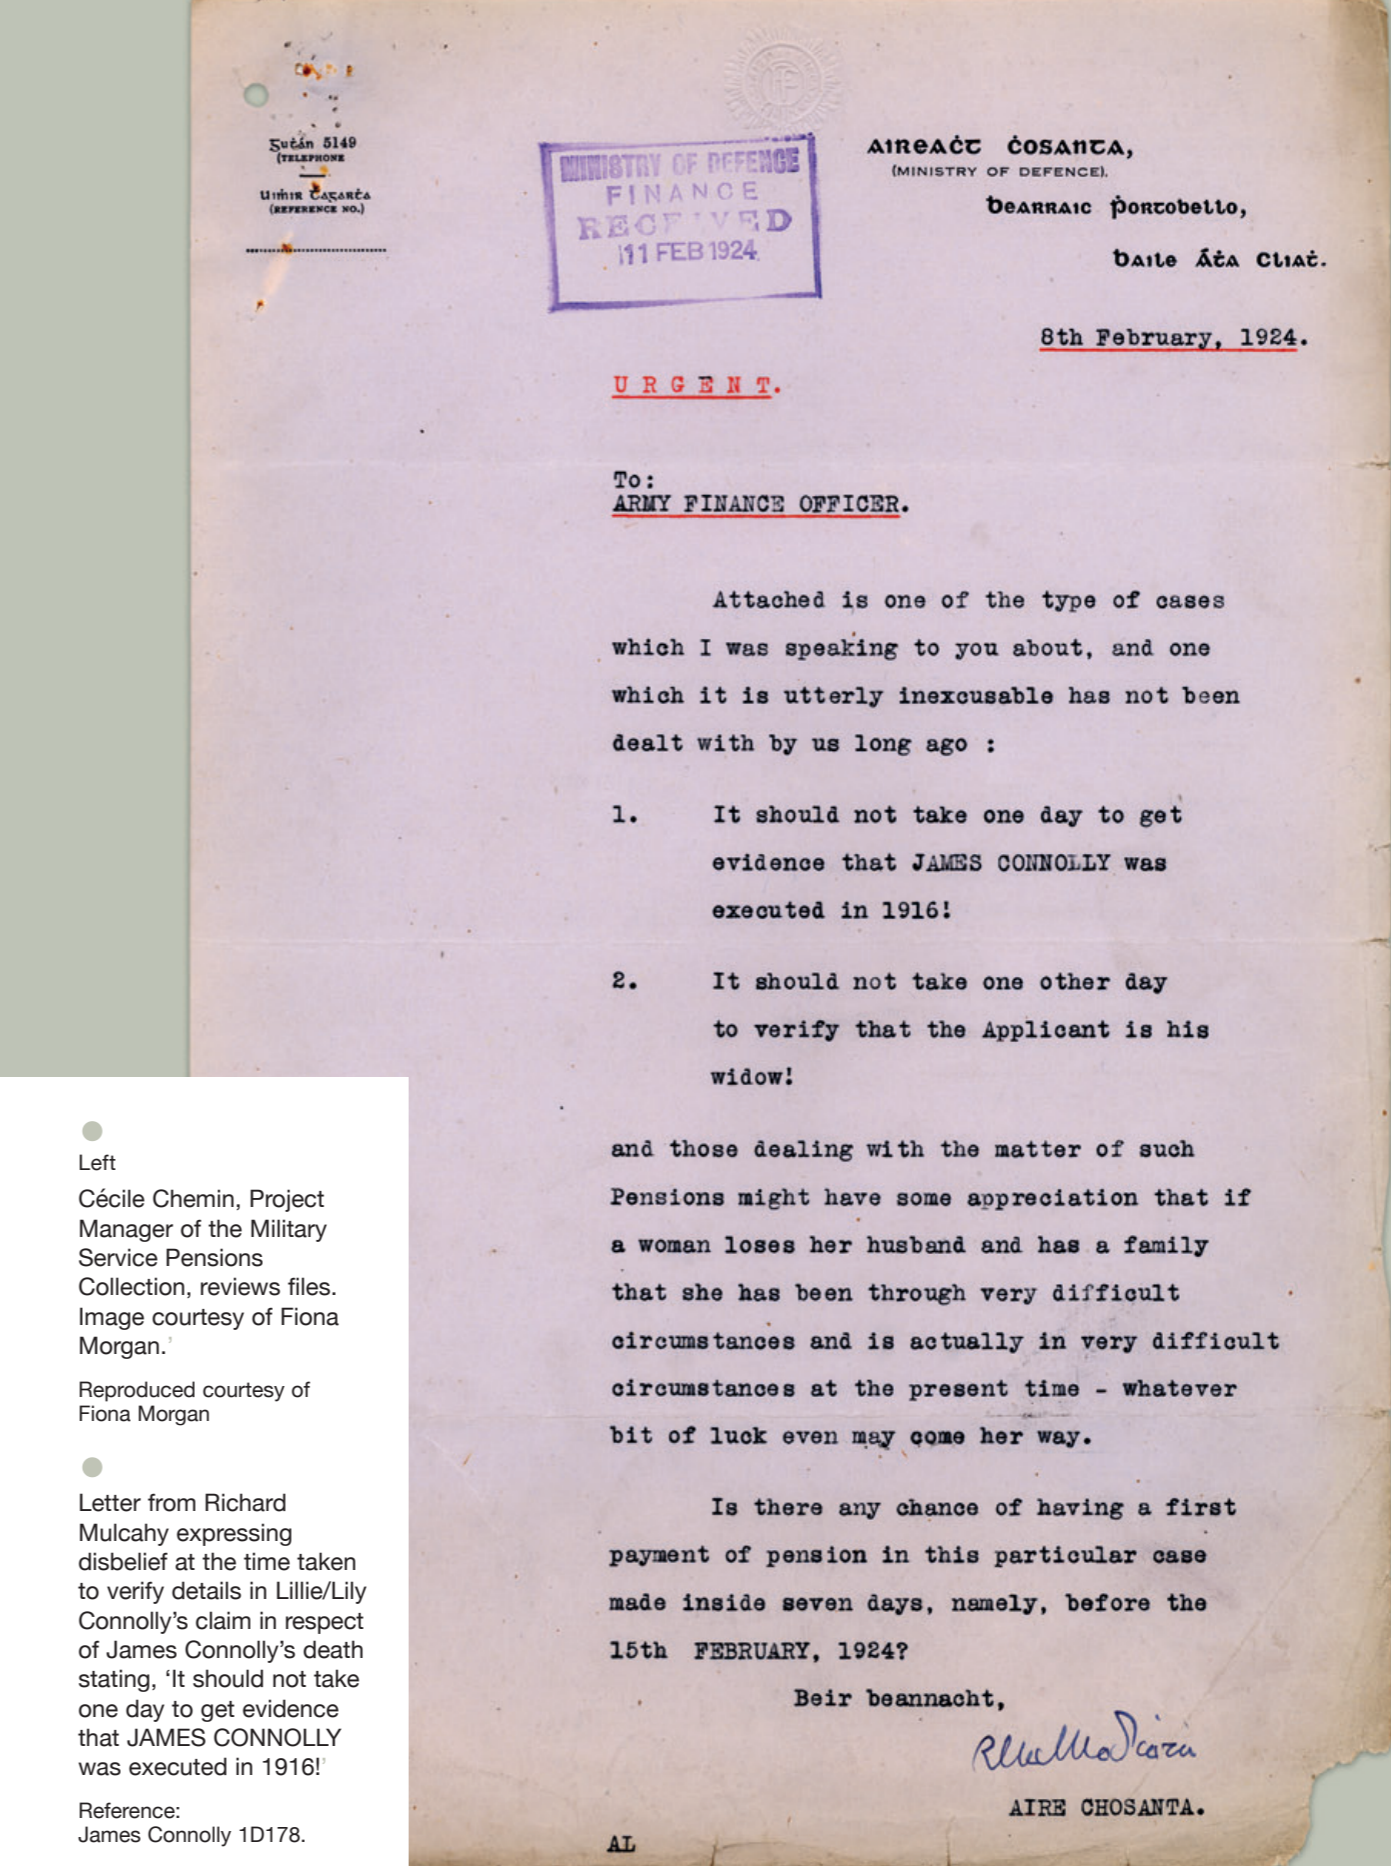 Gután 5149
(TELEPHONE
Uiṁir Ṫagarṫa
(REFERENCE NO.)
MINISTRY OF DEFENCE
FINANCE
RECEIVED
11 FEB 1924
AIREAĊT ĊOSANTA,
(MINISTRY OF DEFENCE).
bearraic ṗortobello,
baile Áṫa Cliaṫ.
8th February, 1924.
URGENT.
To:
ARMY FINANCE OFFICER.
Attached is one of the type of cases
which I was speaking to you about, and one
which it is utterly inexcusable has not been
dealt with by us long ago :
1. It should not take one day to get
evidence that JAMES CONNOLLY was
executed in 1916!
2. It should not take one other day
to verify that the Applicant is his
widow!
and those dealing with the matter of such
Pensions might have some appreciation that if
a woman loses her husband and has a family
that she has been through very difficult
circumstances and is actually in very difficult
circumstances at the present time - whatever
bit of luck even may come her way.
Is there any chance of having a first
payment of pension in this particular case
made inside seven days, namely, before the
15th FEBRUARY, 1924?
Beir beannacht,
AIRE CHOSANTA.
AL
Left
Cécile Chemin, Project
Manager of the Military
Service Pensions
Collection, reviews files.
Image courtesy of Fiona
Morgan.’
Reproduced courtesy of
Fiona Morgan
Letter from Richard
Mulcahy expressing
disbelief at the time taken
to verify details in Lillie/Lily
Connolly’s claim in respect
of James Connolly’s death
stating, ‘It should not take
one day to get evidence
that JAMES CONNOLLY
was executed in 1916!’
Reference:
James Connolly 1D178.